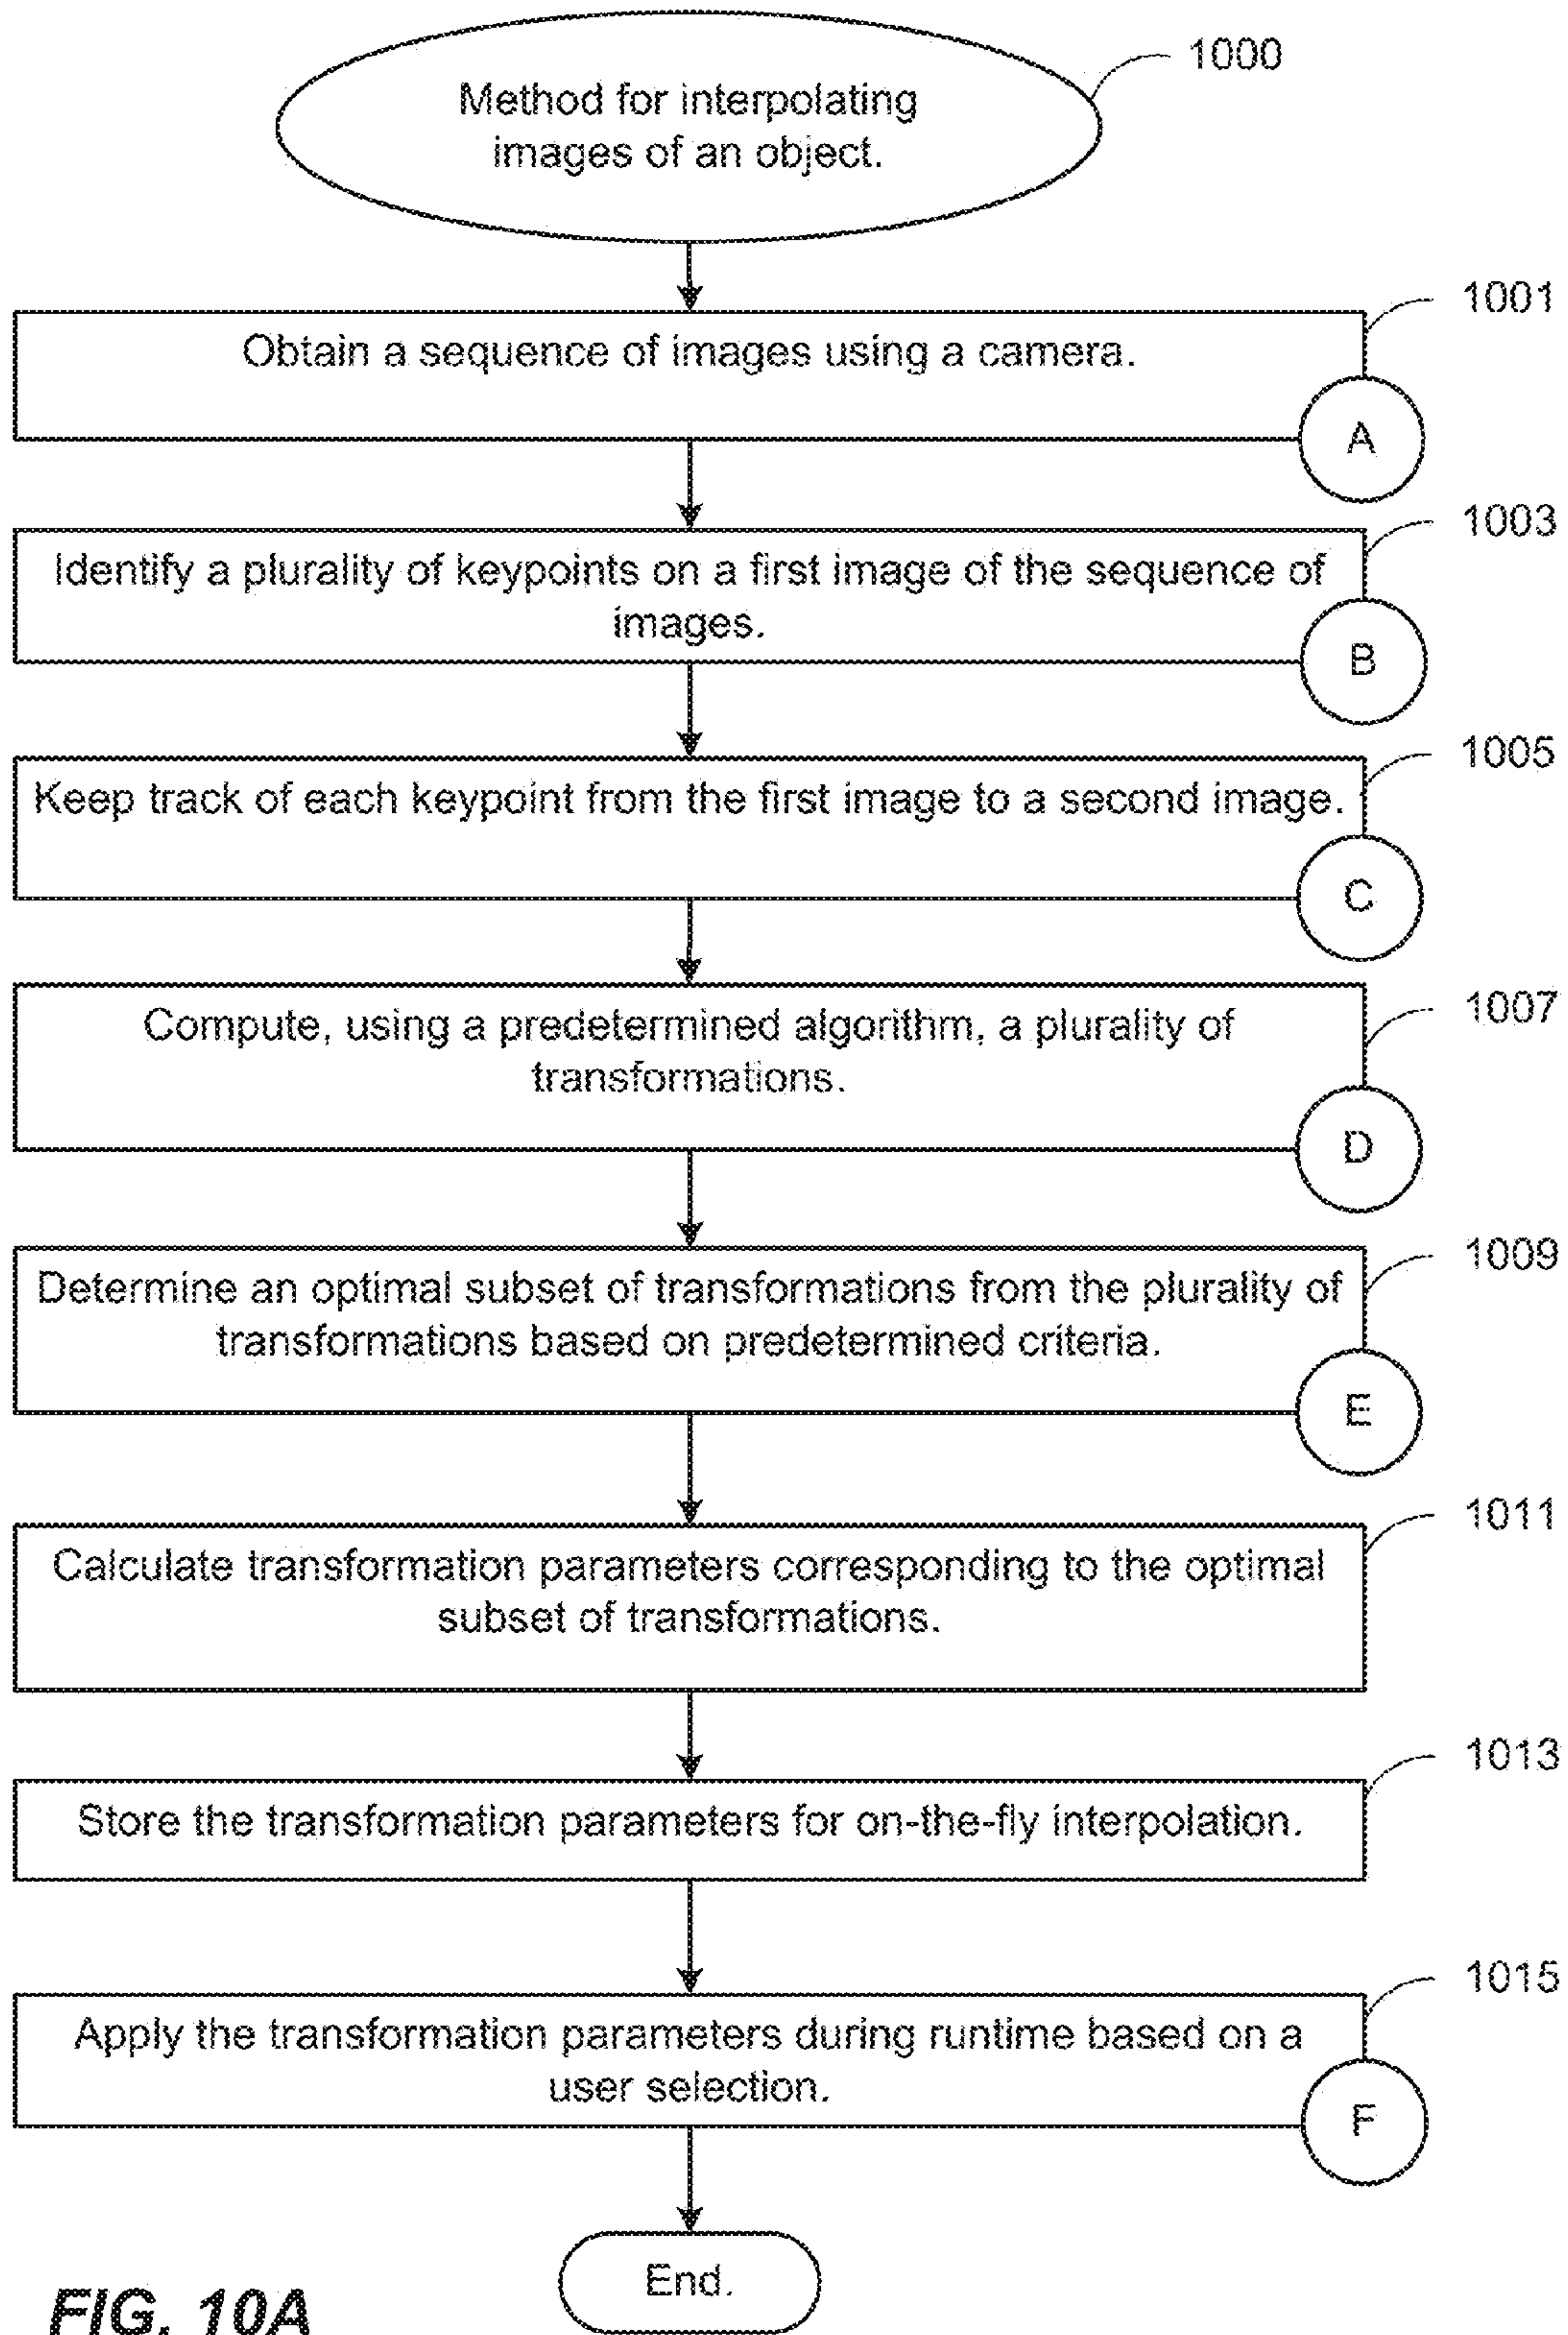 1000
Method for interpolating
images of an object.
1001
Obtain a sequence of images using a camera.
A
1003
Identify a plurality of keypoints on a first image of the sequence of
images.
B
1005
Keep track of each keypoint from the first image to a second image.
C
1007
Compute, using a predetermined algorithm, a plurality of
transformations.
D
1009
Determine an optimal subset of transformations from the plurality of
transformations based on predetermined criteria.
E
1011
Calculate transformation parameters corresponding to the optimal
subset of transformations.
1013
Store the transformation parameters for on-the-fly interpolation.
1015
Apply the transformation parameters during runtime based on a
user selection.
F
End.
FIG. 10A